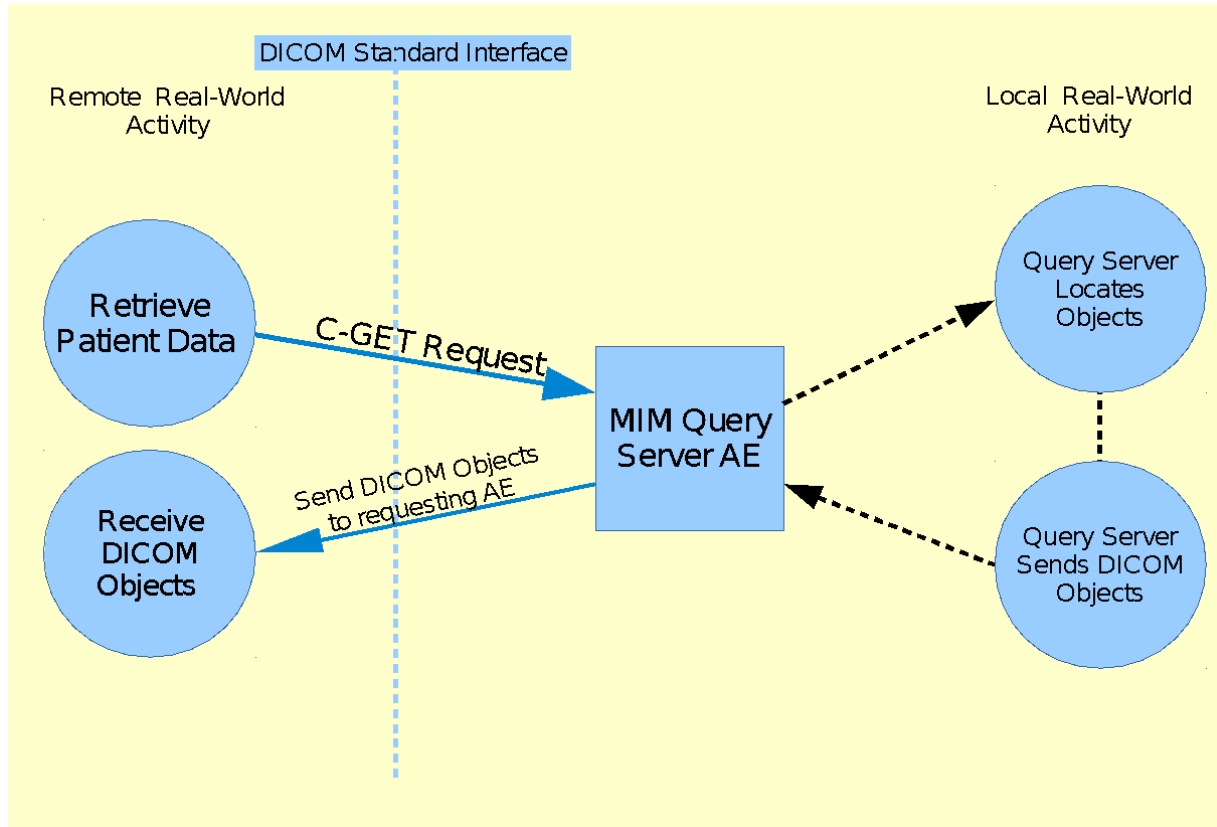 DICOM Standard Interface
Remote Real-World
Activity
Local Real-World
Activity
Retrieve
Patient Data
C-GET Request
MIM Query
Server AE
Query Server
Locates
Objects
Send DICOM Objects
to requesting AE
Receive
DICOM
Objects
Query Server
Sends DICOM
Objects